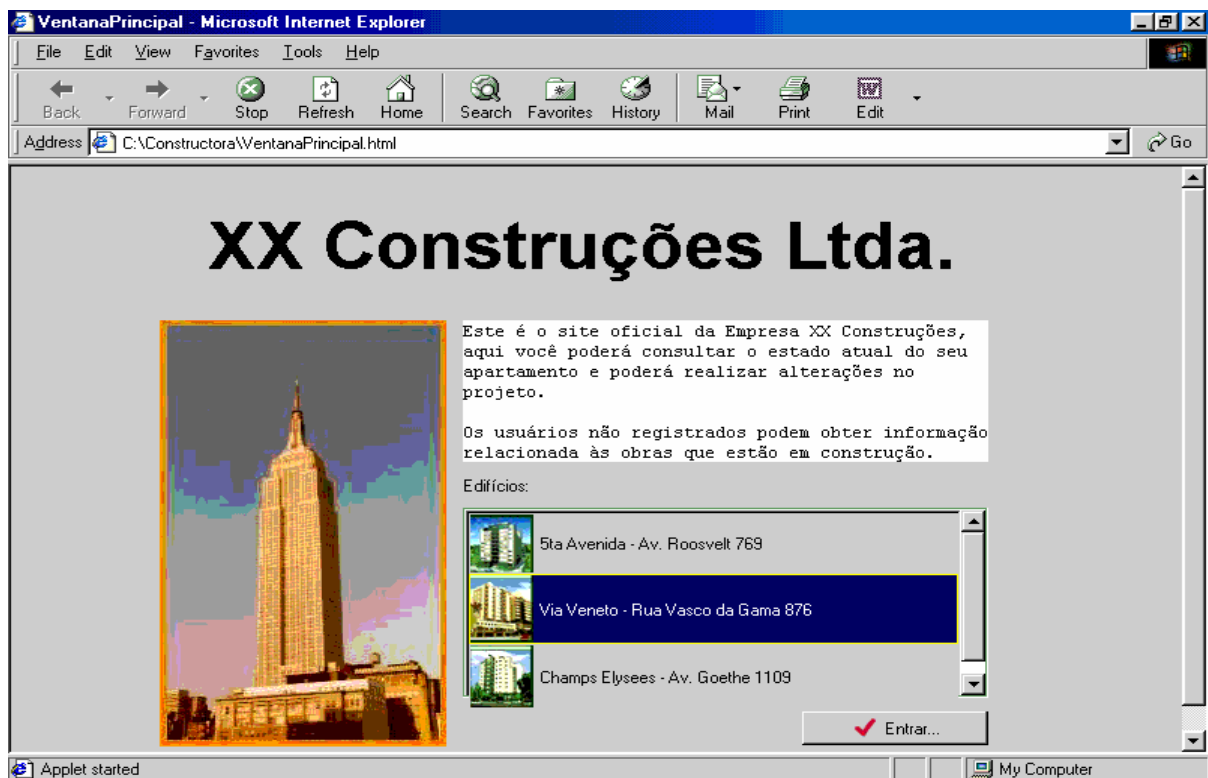 VentanaPrincipal - Microsoft Internet Explorer
File Edit View Favorites Tools Help
Back Forward Stop Refresh Home Search Favorites History Mail Print Edit
Address C:\Constructora\VentanaPrincipal.html Go
XX Construções Ltda.
Este é o site oficial da Empresa XX Construções,
aqui você poderá consultar o estado atual do seu
apartamento e poderá realizar alterações no
projeto.
Os usuários não registrados podem obter informação
relacionada às obras que estão em construção.
Edifícios:
5ta Avenida - Av. Roosvelt 769
Via Veneto - Rua Vasco da Gama 876
Champs Elysees - Av. Goethe 1109
Entrar...
Applet started My Computer